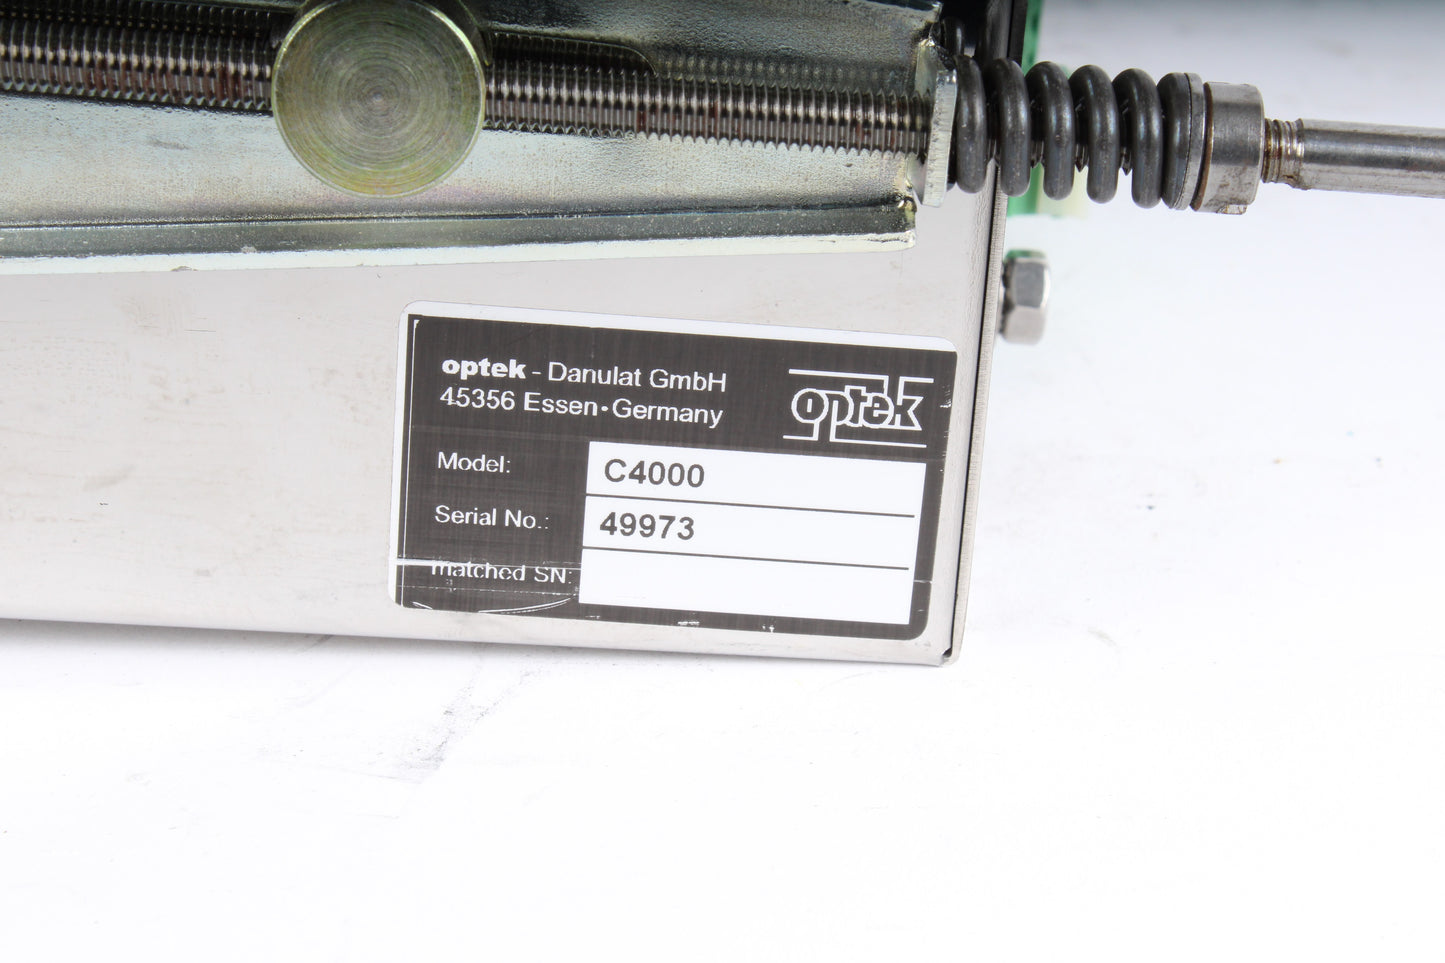 optek - Danulat GmbH
45356 Essen • Germany
optek
Model: C4000
Serial No.: 49973
matched SN: